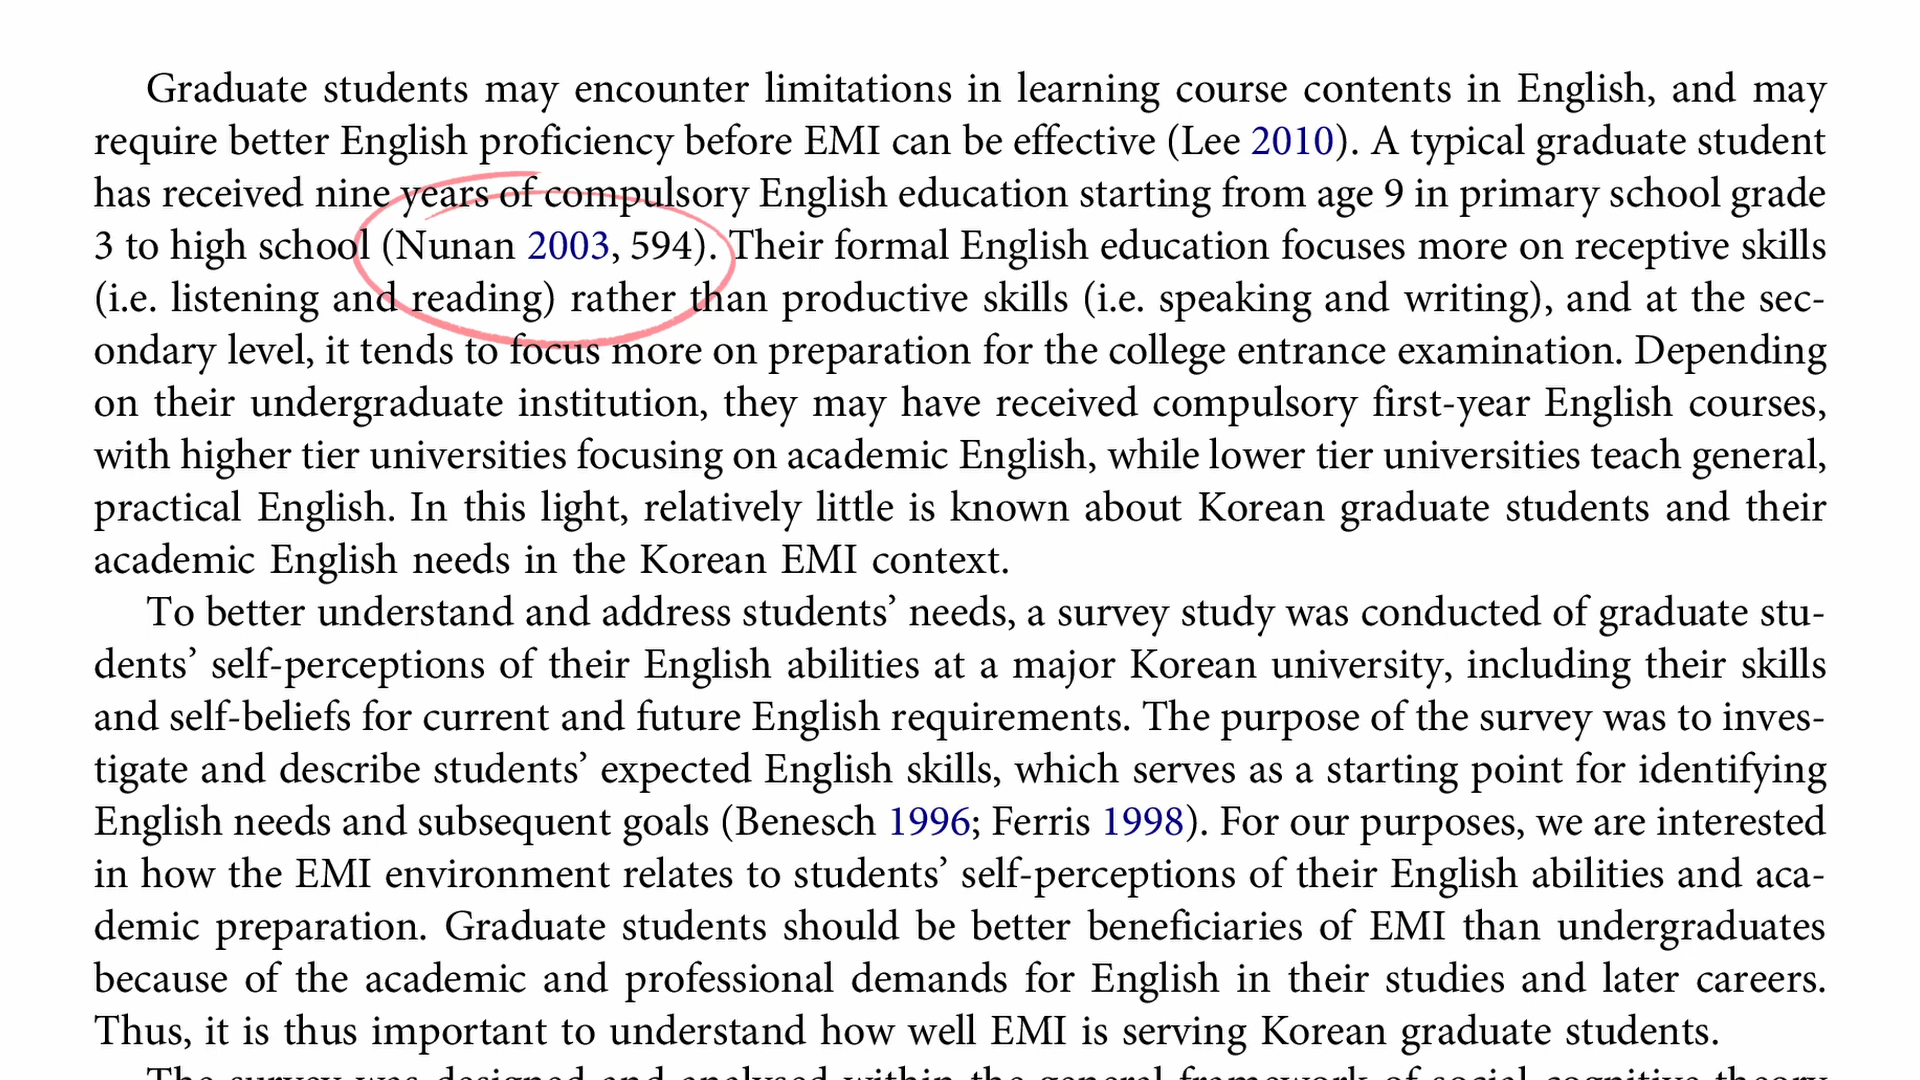 Graduate students may encounter limitations in learning course contents in English, and may
require better English proficiency before EMI can be effective (Lee 2010). A typical graduate student
has received nine years of compulsory English education starting from age 9 in primary school grade
3 to high school (Nunan 2003, 594). Their formal English education focuses more on receptive skills
(i.e. listening and reading) rather than productive skills (i.e. speaking and writing), and at the sec-
ondary level, it tends to focus more on preparation for the college entrance examination. Depending
on their undergraduate institution, they may have received compulsory first-year English courses,
with higher tier universities focusing on academic English, while lower tier universities teach general,
practical English. In this light, relatively little is known about Korean graduate students and their
academic English needs in the Korean EMI context.
To better understand and address students’ needs, a survey study was conducted of graduate stu-
dents’ self-perceptions of their English abilities at a major Korean university, including their skills
and self-beliefs for current and future English requirements. The purpose of the survey was to inves-
tigate and describe students’ expected English skills, which serves as a starting point for identifying
English needs and subsequent goals (Benesch 1996; Ferris 1998). For our purposes, we are interested
in how the EMI environment relates to students’ self-perceptions of their English abilities and aca-
demic preparation. Graduate students should be better beneficiaries of EMI than undergraduates
because of the academic and professional demands for English in their studies and later careers.
Thus, it is thus important to understand how well EMI is serving Korean graduate students.
The survey was designed and analysed within the general framework of social cognitive theory